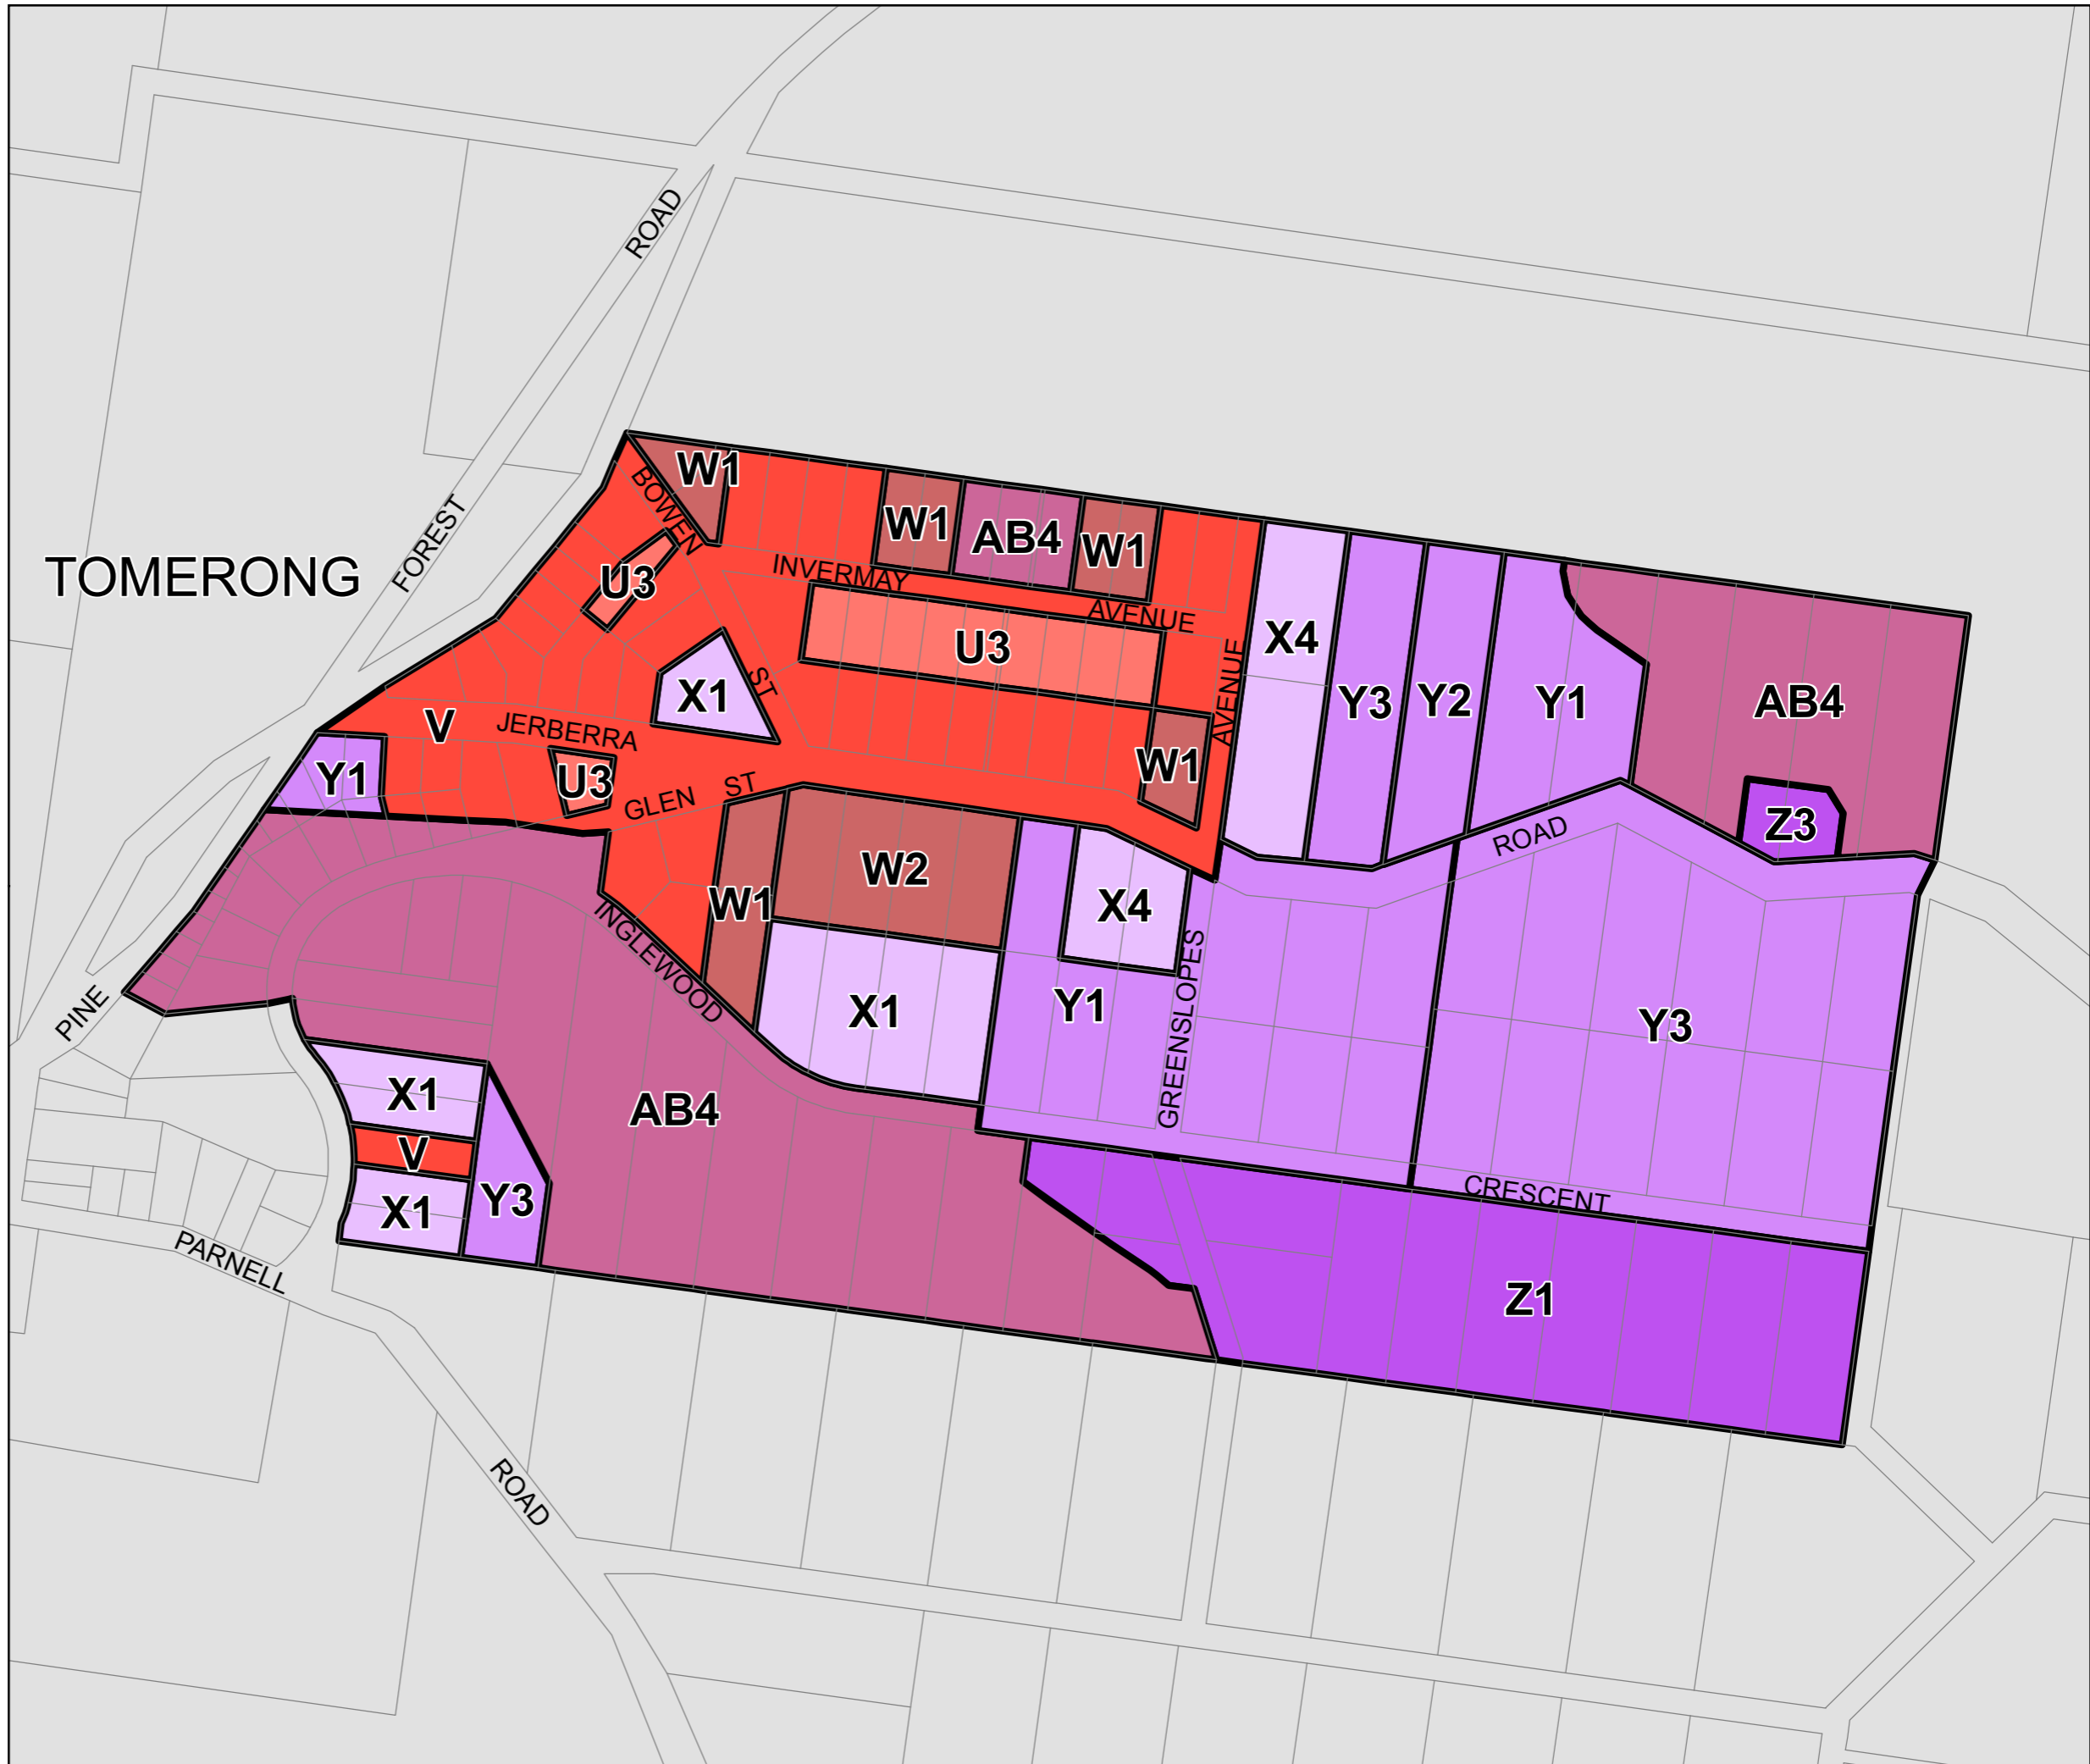 ROAD
FOREST
TOMERONG
W1
BOWEN
W1
AB4
W1
U3
INVERMAY
AVENUE
U3
X4
X1
ST
AVENUE
Y3
Y2
Y1
AB4
V
JERBERRA
Y1
U3
GLEN
ST
W1
ROAD
Z3
W2
W1
X4
INGLEWOOD
X1
Y1
GREENSLOPES
Y3
PINE
X1
AB4
V
Y3
X1
CRESCENT
PARNELL
Z1
ROAD